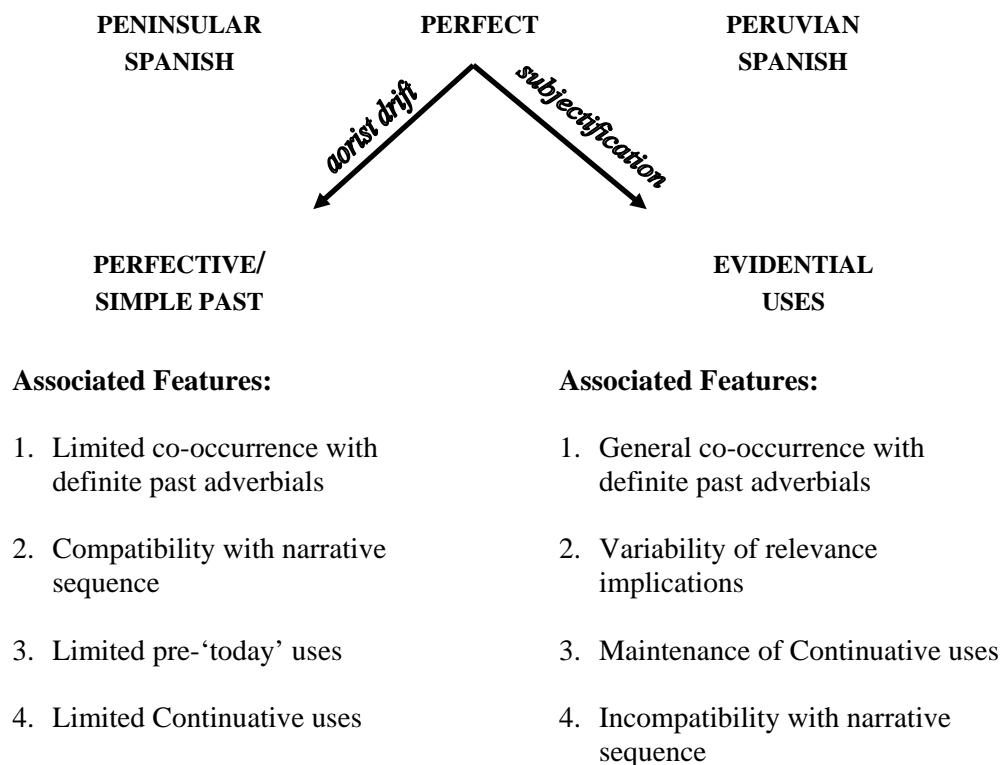 PENINSULAR SPANISH
PERFECT
PERUVIAN SPANISH
aorist drift
subjectification
PERFECTIVE/
SIMPLE PAST
EVIDENTIAL
USES
Associated Features:
1. Limited co-occurrence with
definite past adverbials
2. Compatibility with narrative
sequence
3. Limited pre-‘today’ uses
4. Limited Continuative uses
Associated Features:
1. General co-occurrence with
definite past adverbials
2. Variability of relevance
implications
3. Maintenance of Continuative uses
4. Incompatibility with narrative
sequence